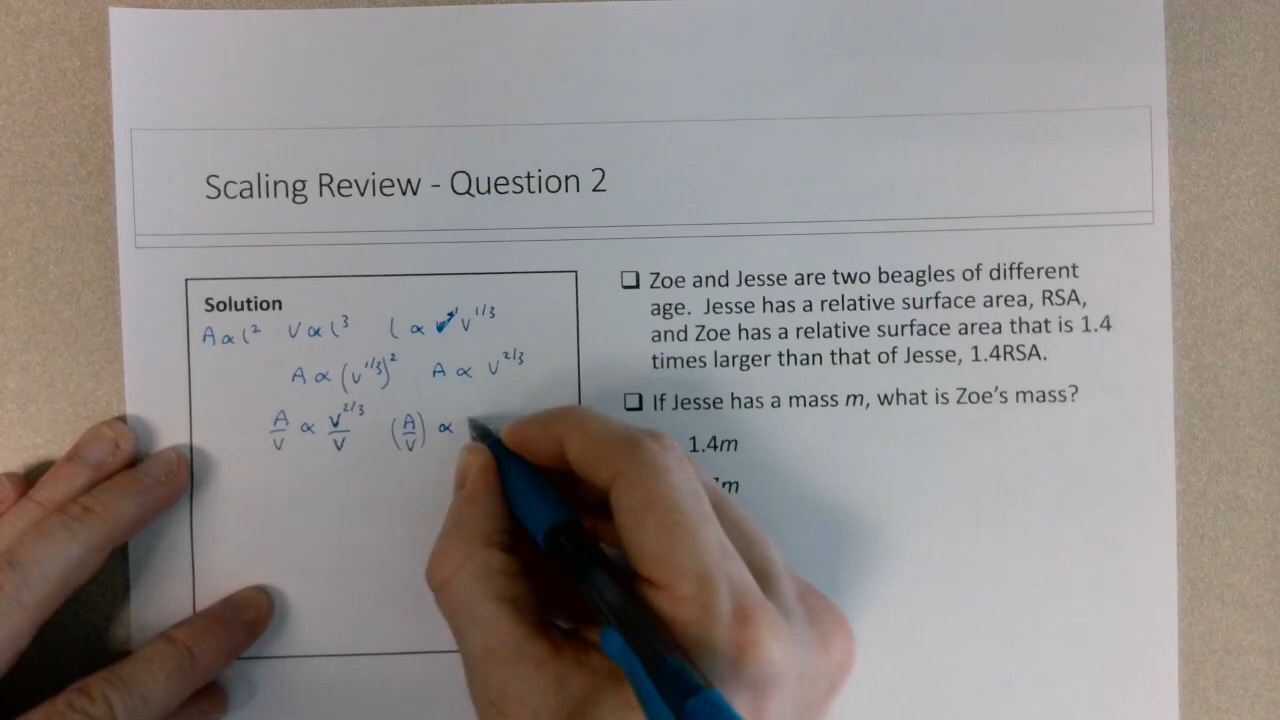 Scaling Review - Question 2
Solution
A ∝ l² V ∝ l³ l ∝ V^1/3
A ∝ (V^1/3)² A ∝ V^2/3
A/V ∝ V^2/3/V (A/V) ∝
❑ Zoe and Jesse are two beagles of different
age. Jesse has a relative surface area, RSA,
and Zoe has a relative surface area that is 1.4
times larger than that of Jesse, 1.4RSA.
❑ If Jesse has a mass m, what is Zoe's mass?
1.4m
m